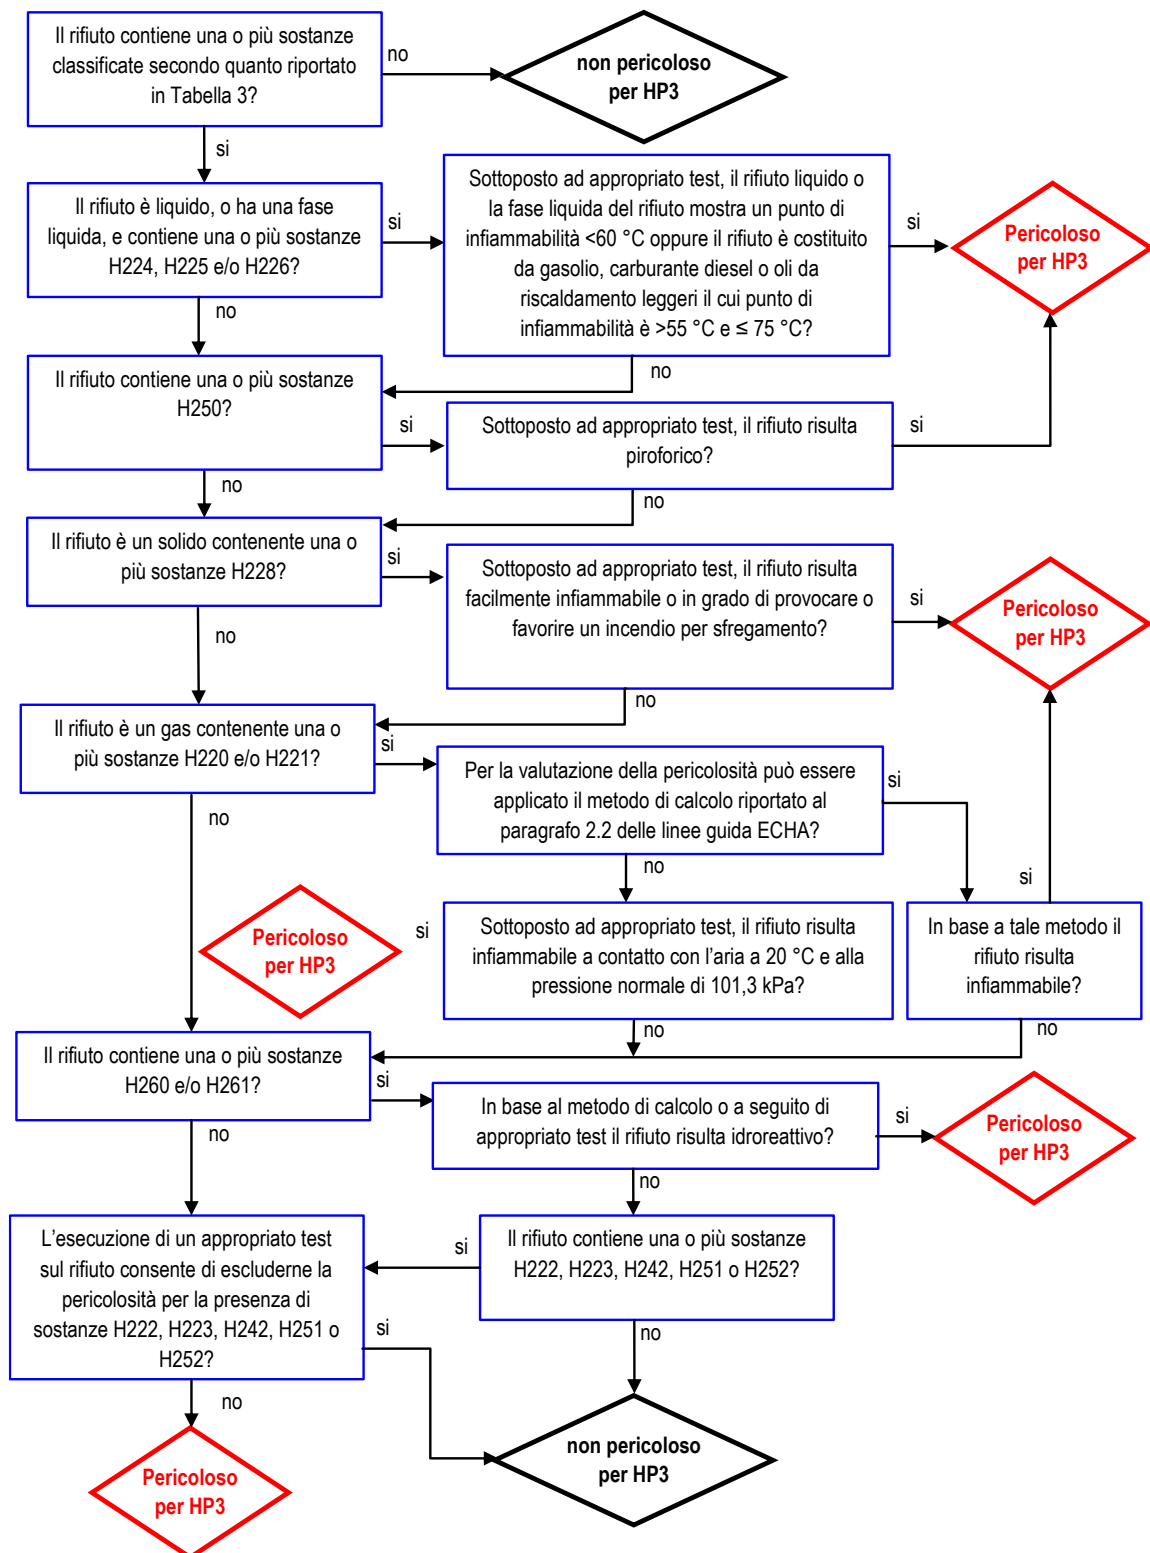 Il rifiuto contiene una o più sostanze
classificate secondo quanto riportato
in Tabella 3?
no
non pericoloso
per HP3
si
Il rifiuto è liquido, o ha una fase
liquida, e contiene una o più sostanze
H224, H225 e/o H226?
si
Sottoposto ad appropriato test, il rifiuto liquido o
la fase liquida del rifiuto mostra un punto di
infiammabilità <60 °C oppure il rifiuto è costituito
da gasolio, carburante diesel o oli da
riscaldamento leggeri il cui punto di
infiammabilità è >55 °C e ≤ 75 °C?
si
Pericoloso
per HP3
no
no
Il rifiuto contiene una o più sostanze
H250?
si
Sottoposto ad appropriato test, il rifiuto risulta
piroforico?
si
no
no
Il rifiuto è un solido contenente una o
più sostanze H228?
si
Sottoposto ad appropriato test, il rifiuto risulta
facilmente infiammabile o in grado di provocare o
favorire un incendio per sfregamento?
si
Pericoloso
per HP3
no
no
Il rifiuto è un gas contenente una o
più sostanze H220 e/o H221?
si
Per la valutazione della pericolosità può essere
applicato il metodo di calcolo riportato al
paragrafo 2.2 delle linee guida ECHA?
si
no
no
si
Pericoloso
per HP3
si
Sottoposto ad appropriato test, il rifiuto risulta
infiammabile a contatto con l'aria a 20 °C e alla
pressione normale di 101,3 kPa?
In base a tale metodo il
rifiuto risulta
infiammabile?
no
no
Il rifiuto contiene una o più sostanze
H260 e/o H261?
si
In base al metodo di calcolo o a seguito di
appropriato test il rifiuto risulta idroreattivo?
si
Pericoloso
per HP3
no
no
L'esecuzione di un appropriato test
sul rifiuto consente di escluderne la
pericolosità per la presenza di
sostanze H222, H223, H242, H251 o
H252?
si
Il rifiuto contiene una o più sostanze
H222, H223, H242, H251 o H252?
si
no
no
Pericoloso
per HP3
non pericoloso
per HP3